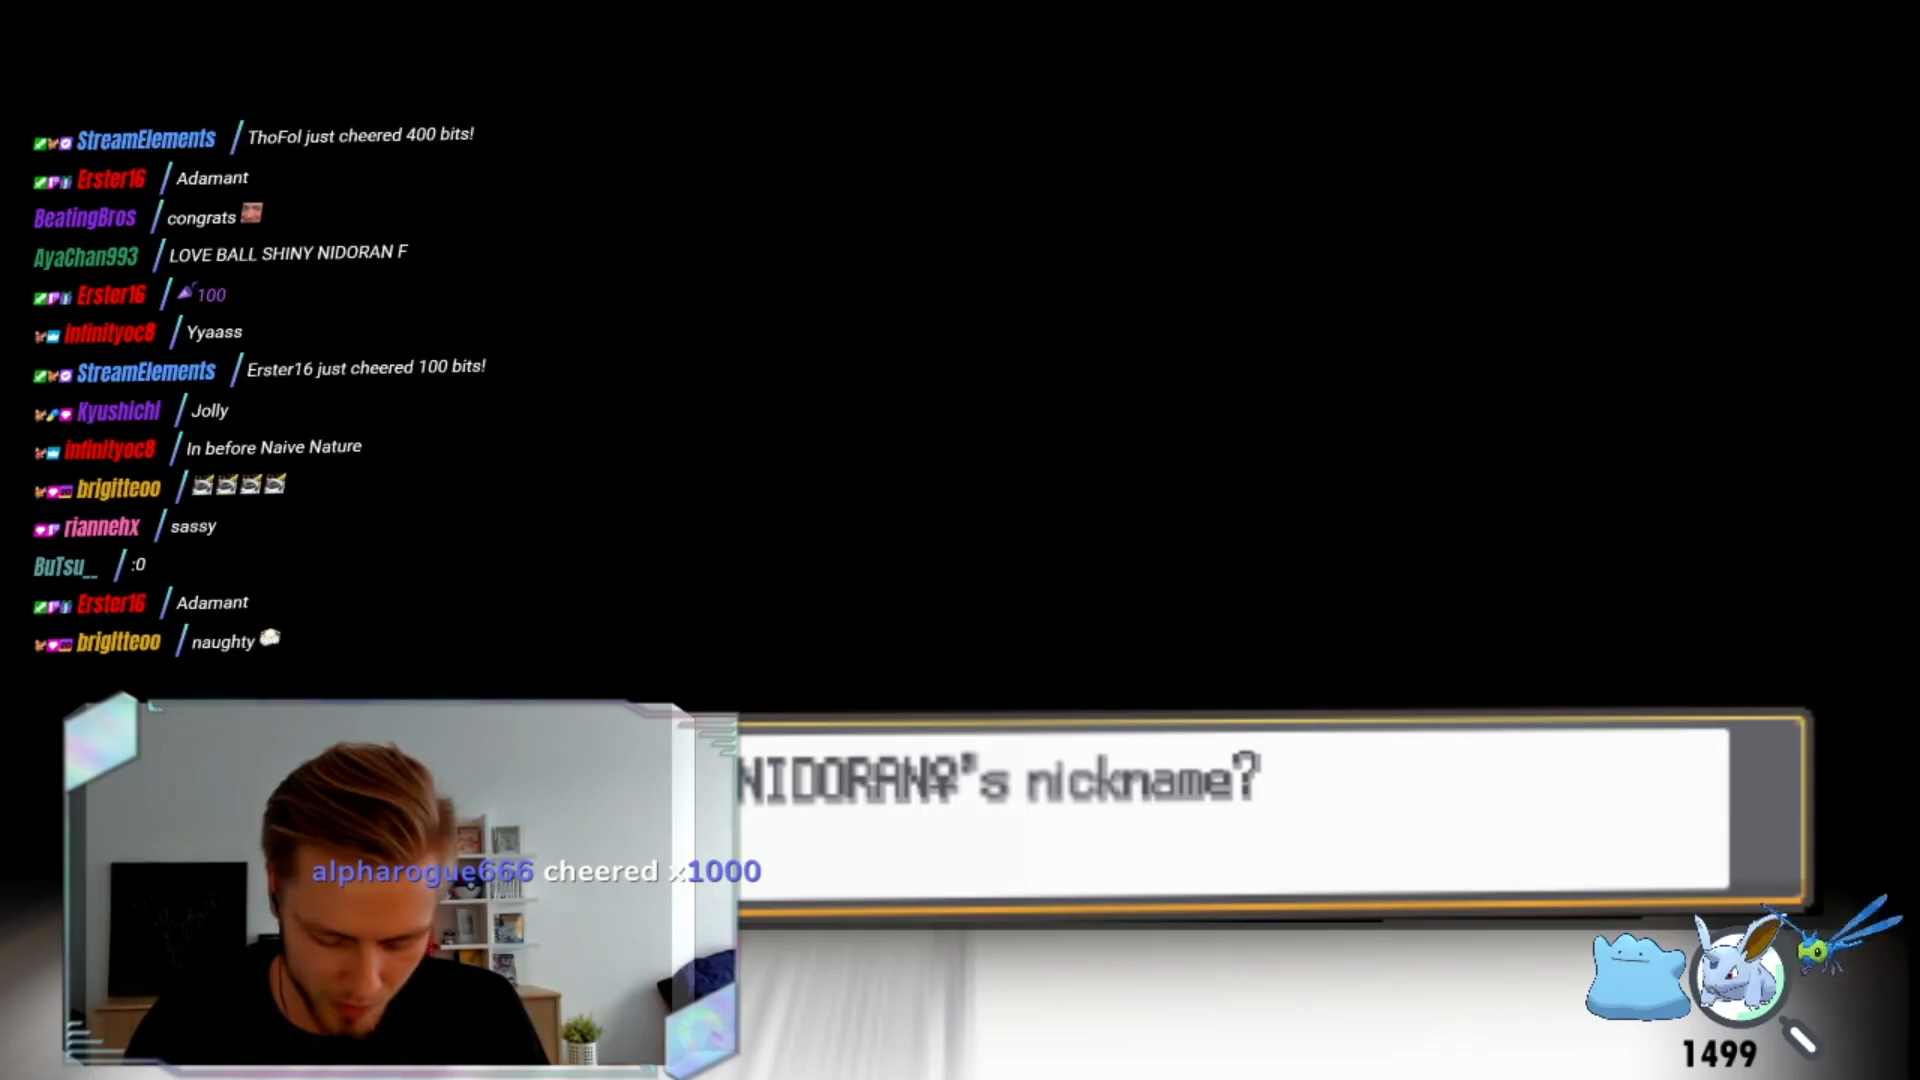 StreamElements / ThoFol just cheered 400 bits!
Erster16 / Adamant
BeatingBros / congrats
AyaChan993 / LOVE BALL SHINY NIDORAN F
Erster16 / 100
infinityoc8 / Yyaass
StreamElements / Erster16 just cheered 100 bits!
Kyushichi / Jolly
infinityoc8 / In before Naive Nature
brigitteoo /
riannehx / sassy
BuTsu__ / :0
Erster16 / Adamant
brigitteoo / naughty
NIDORAN♀'s nickname?
alpharogue666 cheered x1000
1499